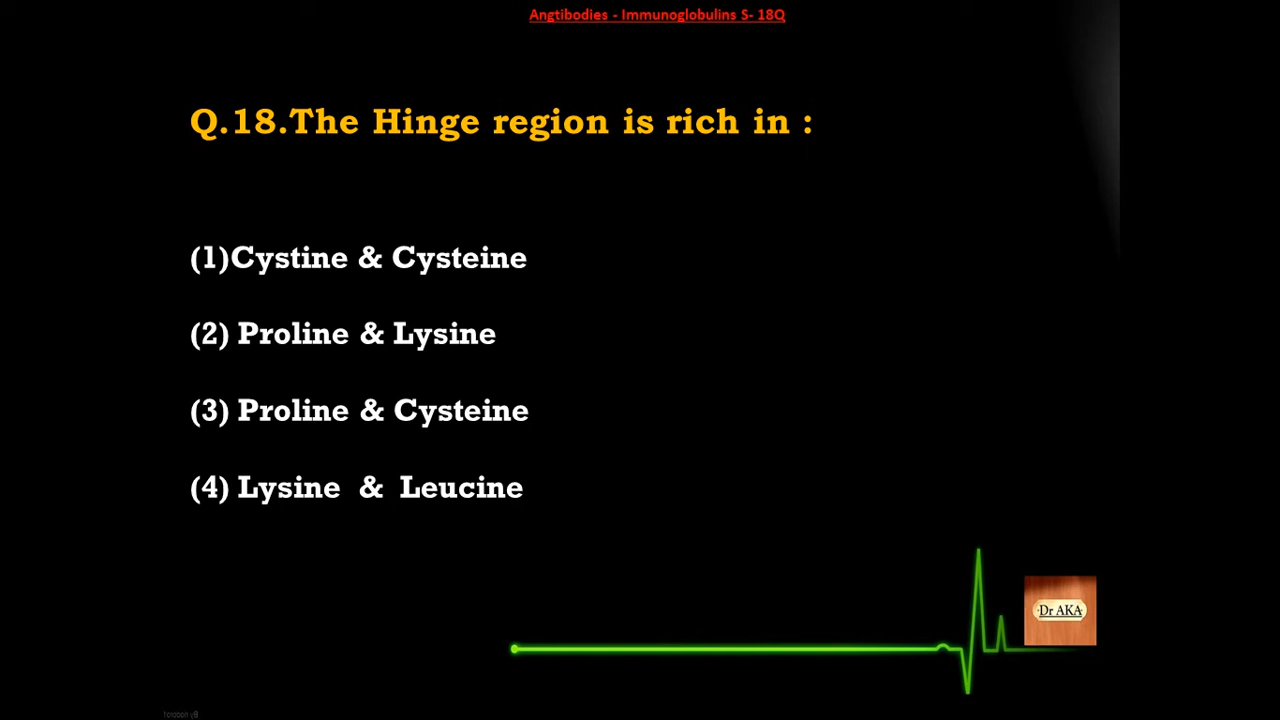 Angtibodies - Immunoglobulins S- 18Q
Q.18.The Hinge region is rich in :
(1)Cystine & Cysteine
(2) Proline & Lysine
(3) Proline & Cysteine
(4) Lysine & Leucine
Dr AKA